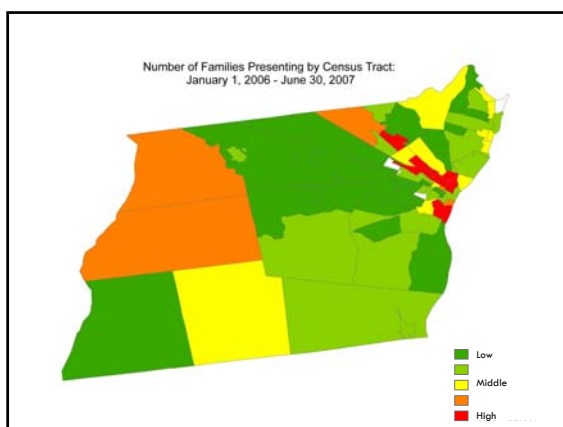 Number of Families Presenting by Census Tract:
January 1, 2006 - June 30, 2007
Low
Middle
High